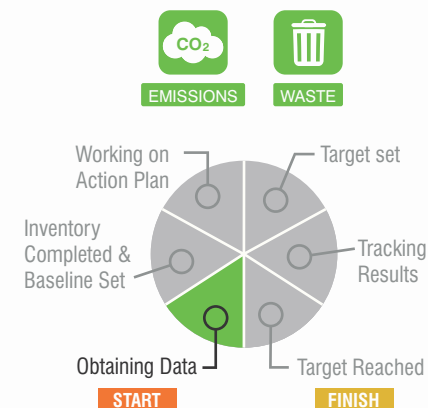 CO2
EMISSIONS
WASTE
Working on
Action Plan
Target set
Inventory
Completed &
Baseline Set
Tracking
Results
Obtaining Data
Target Reached
START
FINISH